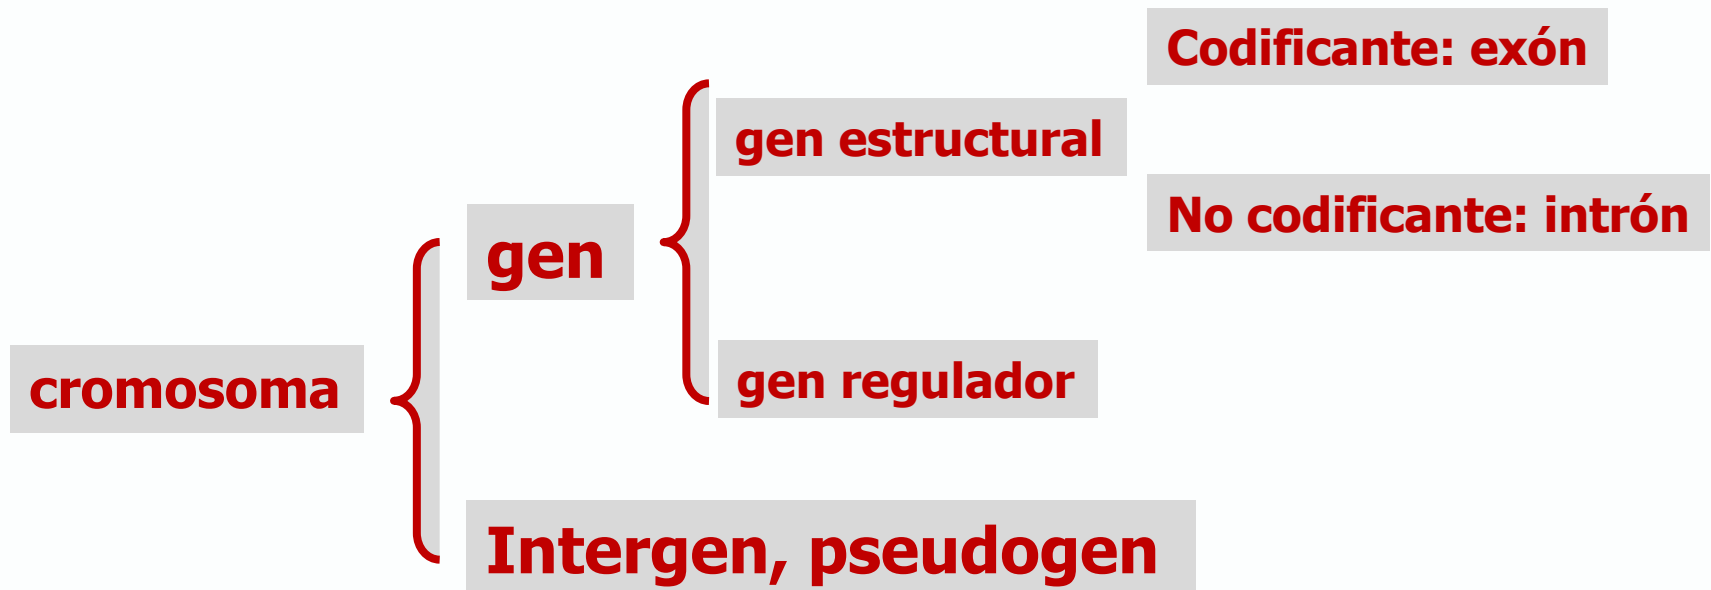 Codificante: exón
gen estructural
No codificante: intrón
gen
gen regulador
cromosoma
Intergen, pseudogen